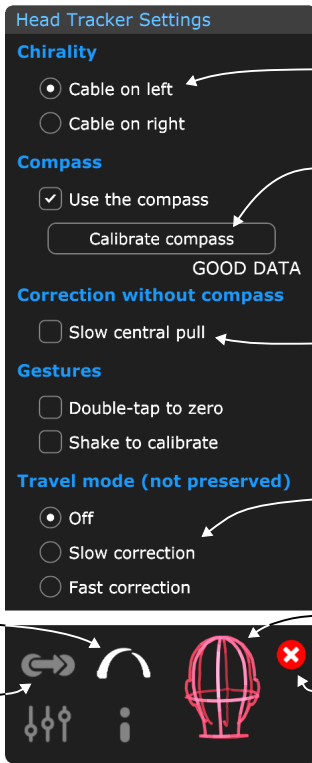 Head Tracker Settings
Chirality
Cable on left
Cable on right
Compass
Use the compass
Calibrate compass
GOOD DATA
Correction without compass
Slow central pull
Gestures
Double-tap to zero
Shake to calibrate
Travel mode (not preserved)
Off
Slow correction
Fast correction